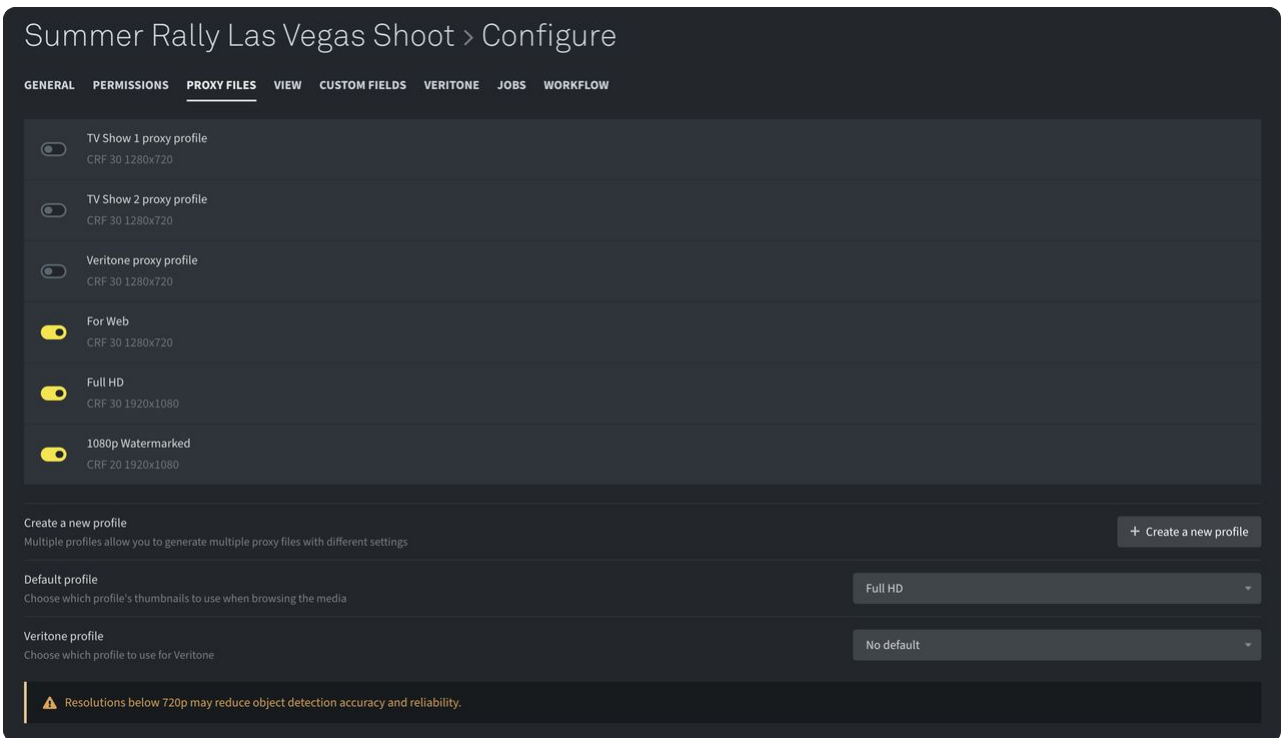 Summer Rally Las Vegas Shoot > Configure
GENERAL PERMISSIONS PROXY FILES VIEW CUSTOM FIELDS VERITONE JOBS WORKFLOW
TV Show 1 proxy profile
CRF 30 1280x720
TV Show 2 proxy profile
CRF 30 1280x720
Veritone proxy profile
CRF 30 1280x720
For Web
CRF 30 1280x720
Full HD
CRF 30 1920x1080
1080p Watermarked
CRF 20 1920x1080
Create a new profile
Multiple profiles allow you to generate multiple proxy files with different settings
+ Create a new profile
Default profile
Choose which profile's thumbnails to use when browsing the media
Full HD
Veritone profile
Choose which profile to use for Veritone
No default
Resolutions below 720p may reduce object detection accuracy and reliability.